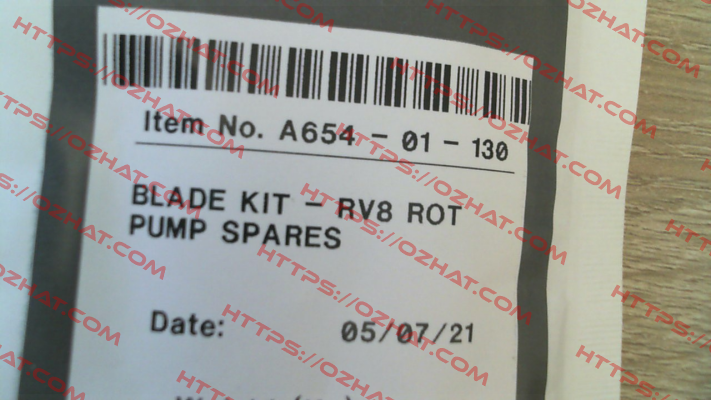 Item No. A654 - 01 - 130
BLADE KIT - RV8 ROT
PUMP SPARES
Date: 05/07/21
HTTPS://OZHAT.COM